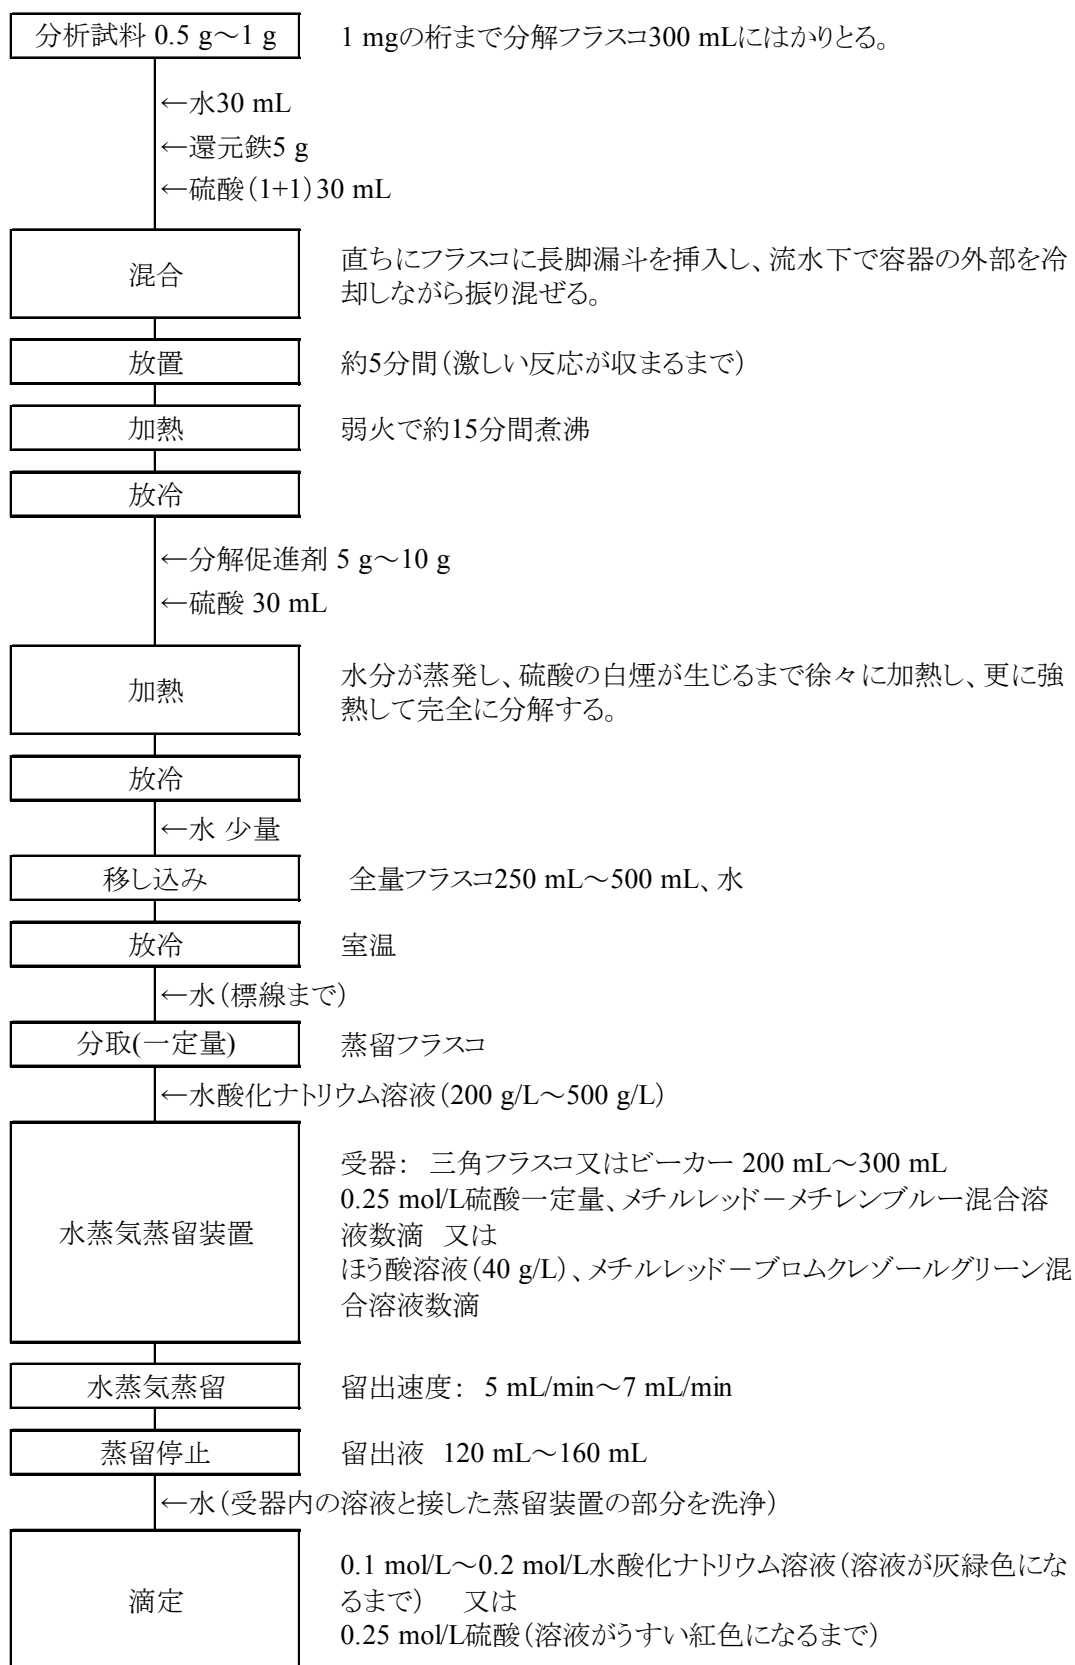 分析試料 0.5 g～1 g
1 mgの桁まで分解フラスコ300 mLにはかりとる。
←水30 mL
←還元鉄5 g
←硫酸（1+1）30 mL
混合
直ちにフラスコに長脚漏斗を挿入し、流水下で容器の外部を冷
却しながら振り混ぜる。
放置
約5分間（激しい反応が収まるまで）
加熱
弱火で約15分間煮沸
放冷
←分解促進剤 5 g～10 g
←硫酸 30 mL
加熱
水分が蒸発し、硫酸の白煙が生じるまで徐々に加熱し、更に強
熱して完全に分解する。
放冷
←水 少量
移し込み
全量フラスコ250 mL～500 mL、水
放冷
室温
←水（標線まで）
分取(一定量)
蒸留フラスコ
←水酸化ナトリウム溶液（200 g/L～500 g/L）
水蒸気蒸留装置
受器： 三角フラスコ又はビーカー 200 mL～300 mL
0.25 mol/L硫酸一定量、メチルレッド－メチレンブルー混合溶
液数滴 又は
ほう酸溶液（40 g/L）、メチルレッド－ブロムクレゾールグリーン混
合溶液数滴
水蒸気蒸留
留出速度： 5 mL/min～7 mL/min
蒸留停止
留出液 120 mL～160 mL
←水（受器内の溶液と接した蒸留装置の部分を洗浄）
滴定
0.1 mol/L～0.2 mol/L水酸化ナトリウム溶液（溶液が灰緑色にな
るまで） 又は
0.25 mol/L硫酸（溶液がうすい紅色になるまで）